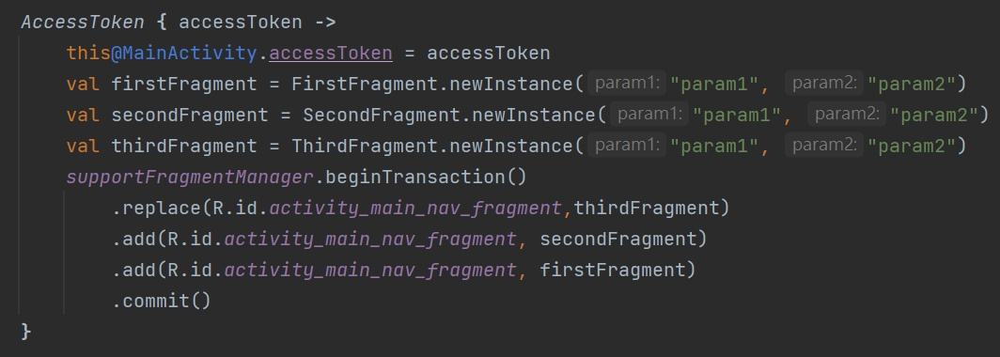 AccessToken { accessToken ->
this@MainActivity.accessToken = accessToken
val firstFragment = FirstFragment.newInstance( param1: "param1", param2: "param2")
val secondFragment = SecondFragment.newInstance( param1: "param1", param2: "param2")
val thirdFragment = ThirdFragment.newInstance( param1: "param1", param2: "param2")
supportFragmentManager.beginTransaction()
.replace(R.id.activity_main_nav_fragment,thirdFragment)
.add(R.id.activity_main_nav_fragment, secondFragment)
.add(R.id.activity_main_nav_fragment, firstFragment)
.commit()
}